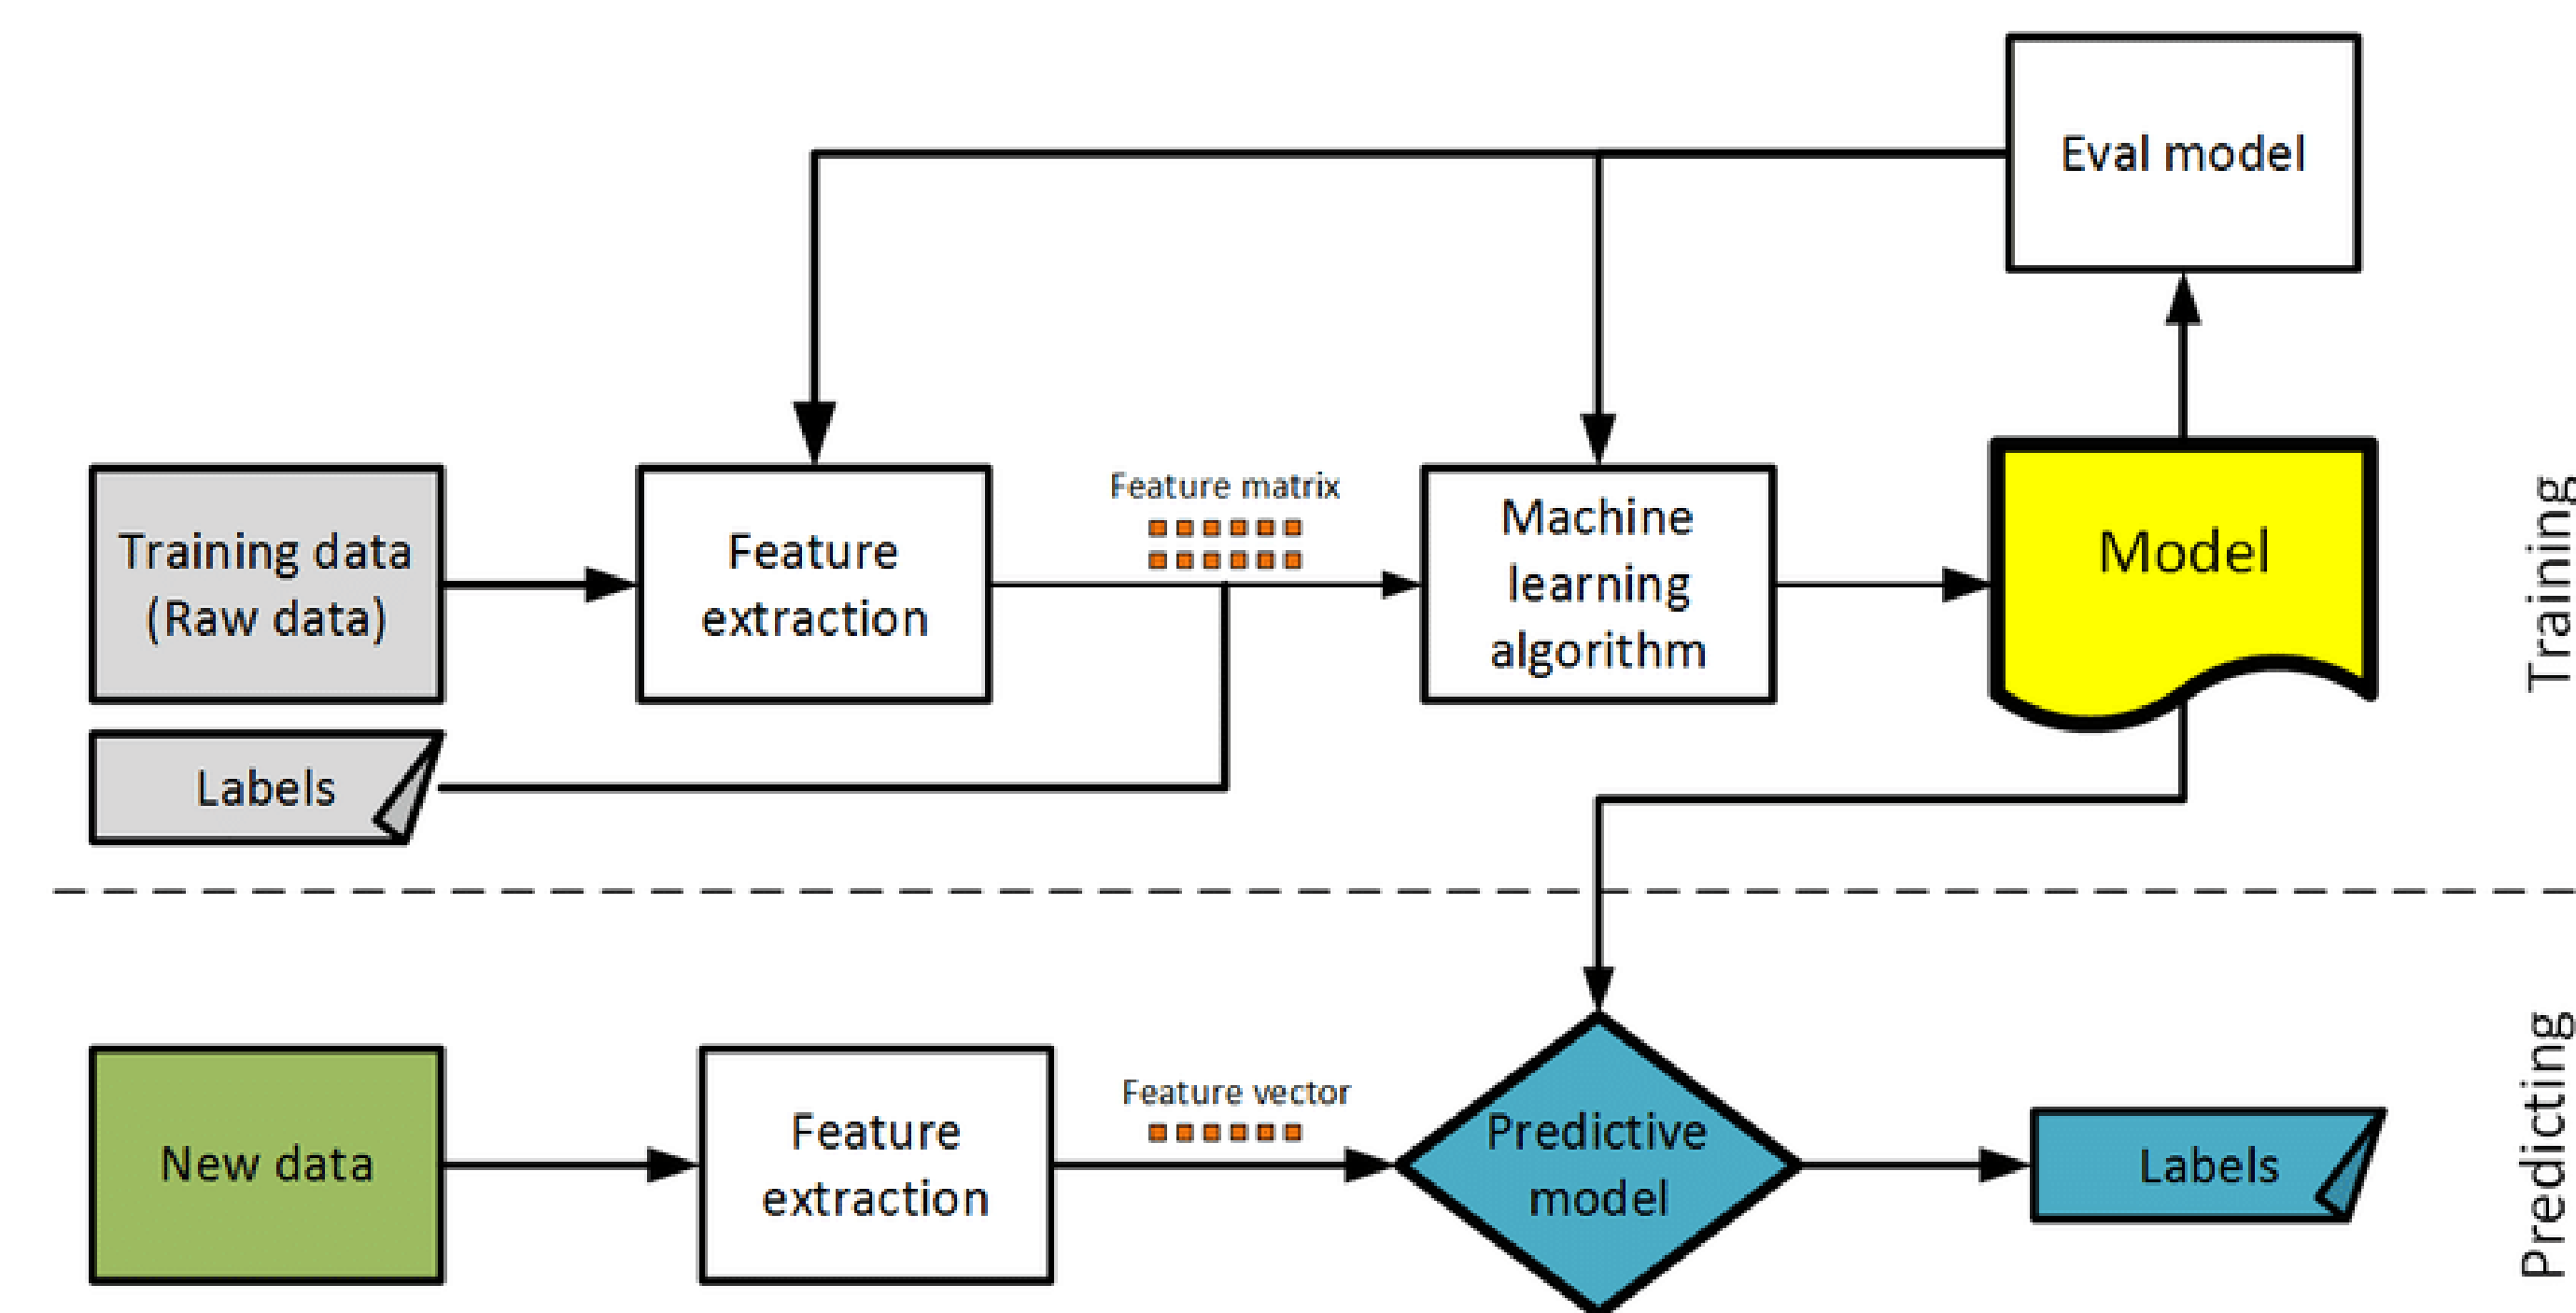 Eval model
Training data
(Raw data)
Feature
extraction
Feature matrix
Machine
learning
algorithm
Model
Training
Labels
New data
Feature
extraction
Feature vector
Predictive
model
Labels
Predicting